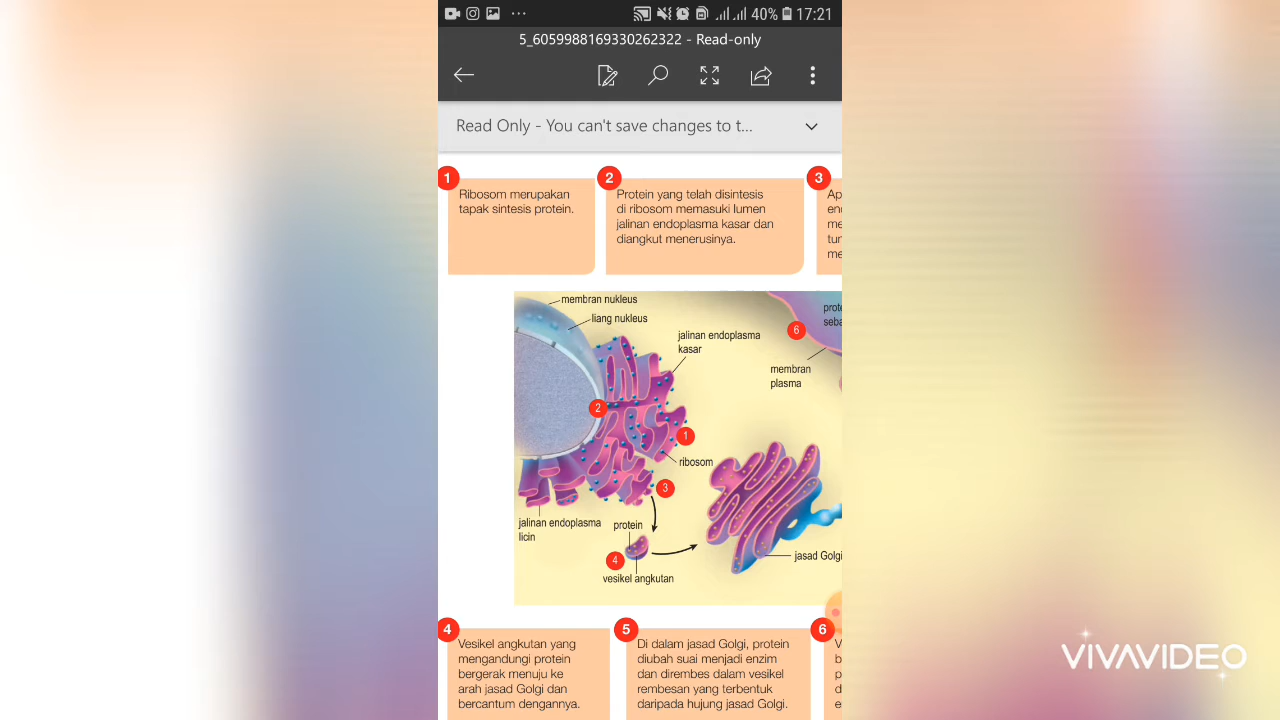 40% 17:21
5_6059988169330262322 - Read-only
Read Only - You can't save changes to t...
1
Ribosom merupakan
tapak sintesis protein.
2
Protein yang telah disintesis
di ribosom memasuki lumen
jalinan endoplasma kasar dan
diangkut menerusinya.
3
membran nukleus
liang nukleus
jalinan endoplasma
kasar
6
membran
plasma
2
1
ribosom
3
jalinan endoplasma
licin
protein
4
vesikel angkutan
jasad Golgi
4
Vesikel angkutan yang
mengandungi protein
bergerak menuju ke
arah jasad Golgi dan
bercantum dengannya.
5
Di dalam jasad Golgi, protein
diubah suai menjadi enzim
dan dirembes dalam vesikel
rembesan yang terbentuk
daripada hujung jasad Golgi.
6
VIVAVIDEO